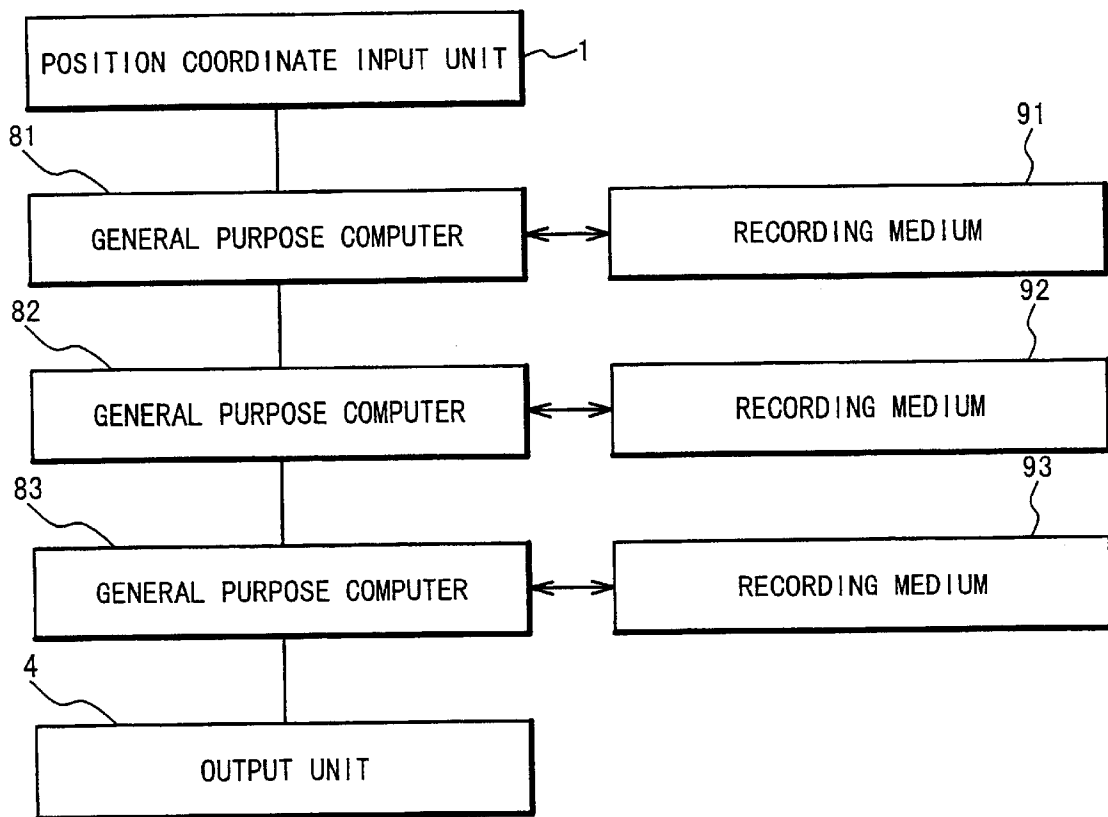 POSITION COORDINATE INPUT UNIT
1
81
91
GENERAL PURPOSE COMPUTER
RECORDING MEDIUM
82
92
GENERAL PURPOSE COMPUTER
RECORDING MEDIUM
83
93
GENERAL PURPOSE COMPUTER
RECORDING MEDIUM
4
OUTPUT UNIT